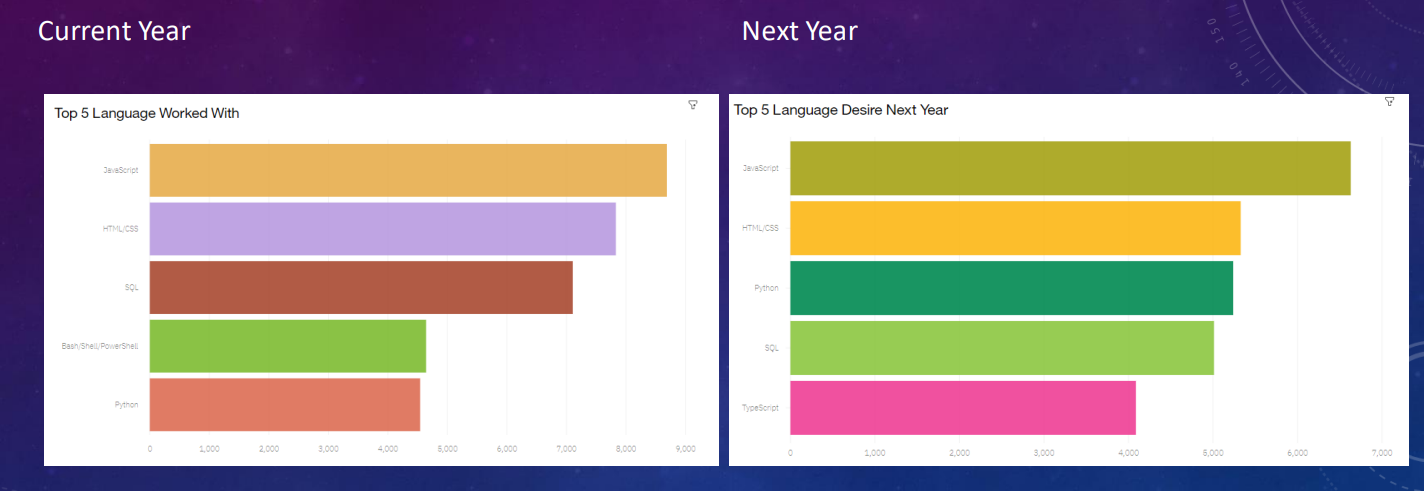 Current Year
Next Year
150
140
Top 5 Language Worked With
JavaScript
HTML/CSS
SQL
Bash/Shell/PowerShell
Python
0 1,000 2,000 3,000 4,000 5,000 6,000 7,000 8,000 9,000
Top 5 Language Desire Next Year
JavaScript
HTML/CSS
Python
SQL
TypeScript
0 1,000 2,000 3,000 4,000 5,000 6,000 7,000